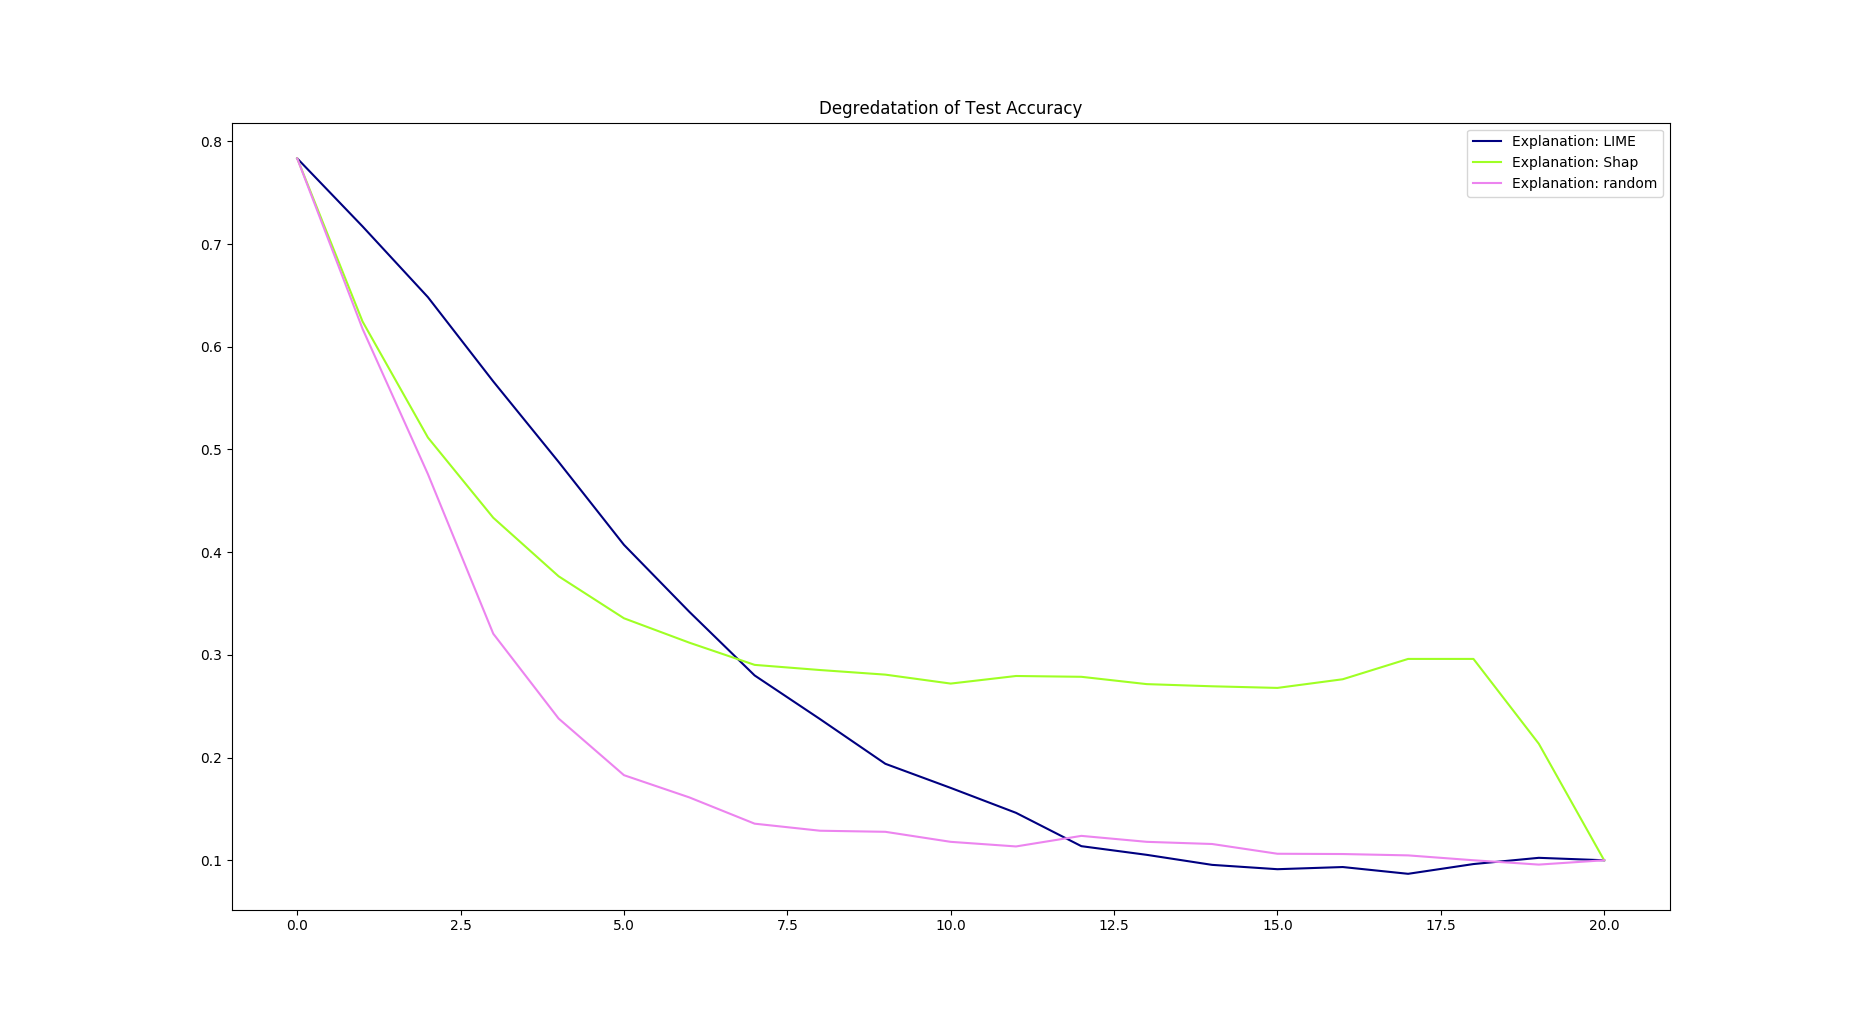 Degredatation of Test Accuracy
Explanation: LIME
Explanation: Shap
Explanation: random
0.8
0.7
0.6
0.5
0.4
0.3
0.2
0.1
0.0 2.5 5.0 7.5 10.0 12.5 15.0 17.5 20.0